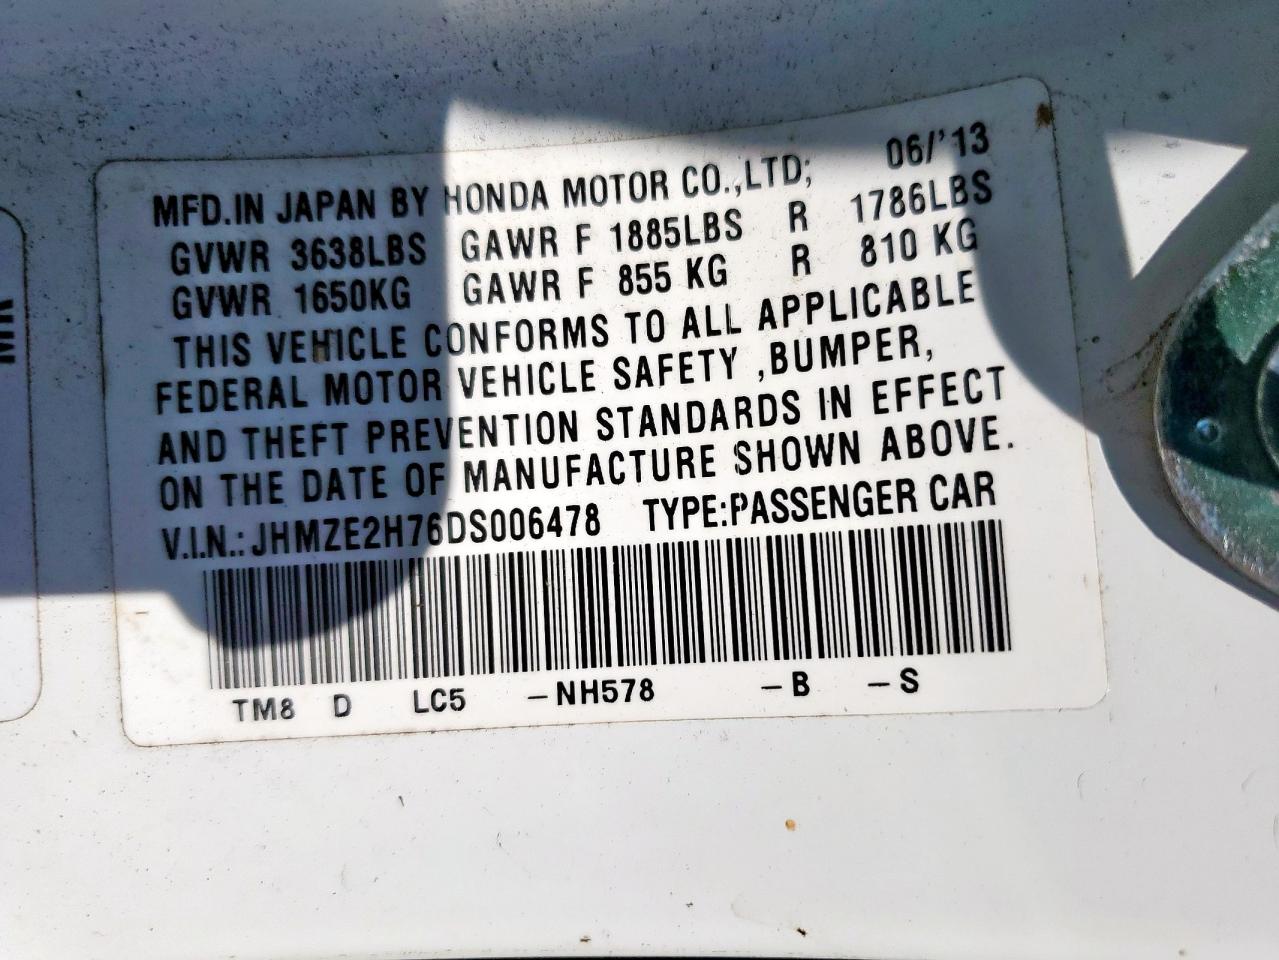 MFD.IN JAPAN BY HONDA MOTOR CO.,LTD; 06/'13
GVWR 3638LBS GAWR F 1885LBS R 1786LBS
GVWR 1650KG GAWR F 855 KG R 810 KG
THIS VEHICLE CONFORMS TO ALL APPLICABLE
FEDERAL MOTOR VEHICLE SAFETY ,BUMPER,
AND THEFT PREVENTION STANDARDS IN EFFECT
ON THE DATE OF MANUFACTURE SHOWN ABOVE.
V.I.N.: JHMZE2H76DS006478 TYPE:PASSENGER CAR
TM8 D LC5 -NH578 -B -S